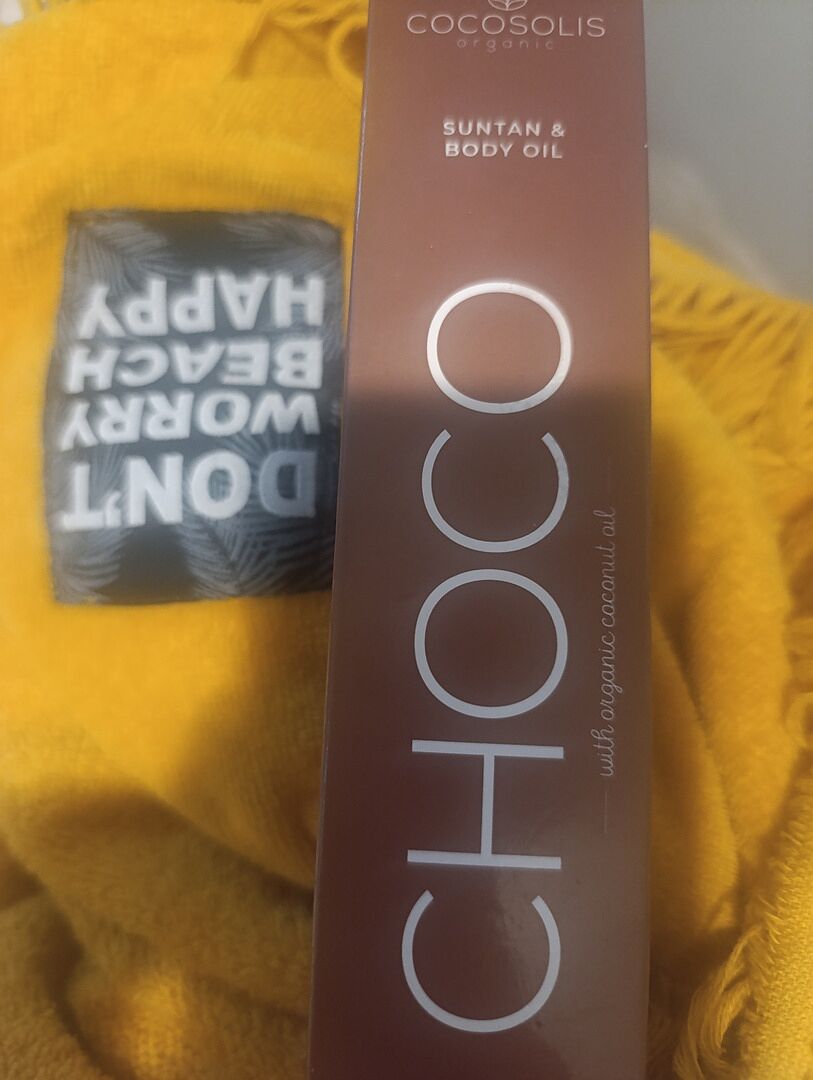 COCOSOLIS
organic
SUNTAN &
BODY OIL
CHOCO
with organic coconut oil
DON'T
WORRY
BEACH
HAPPY